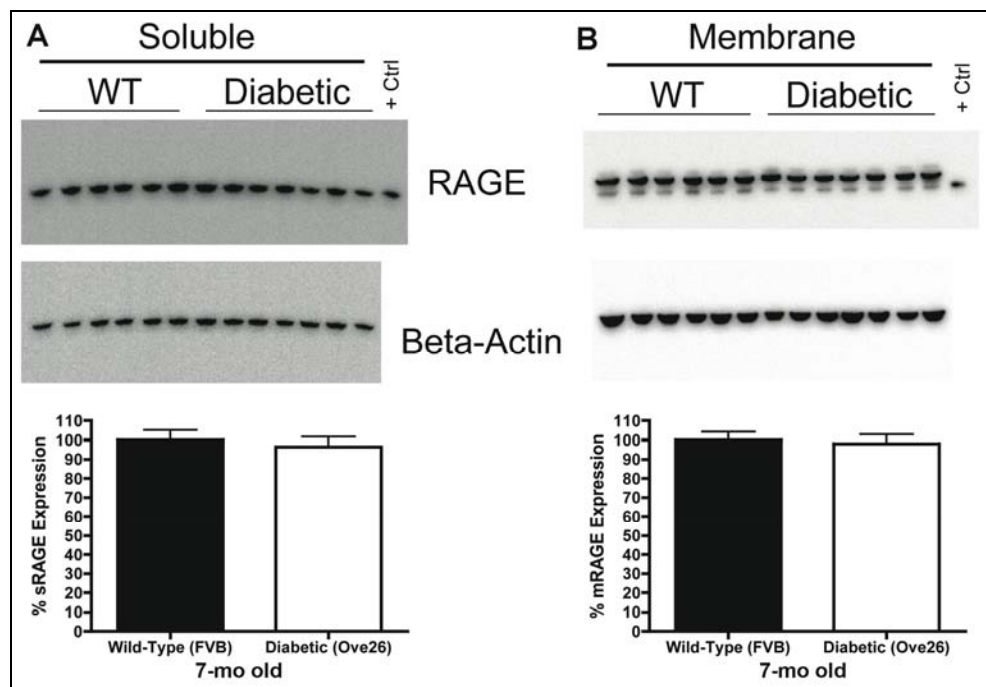 A
Soluble
WT
Diabetic
+ Ctrl
RAGE
Beta-Actin
B
Membrane
WT
Diabetic
+ Ctrl
% sRAGE Expression
110
100
90
80
70
60
50
40
30
20
10
0
Wild-Type (FVB)
Diabetic (Ove26)
7-mo old
% mRAGE Expression
110
100
90
80
70
60
50
40
30
20
10
0
Wild-Type (FVB)
Diabetic (Ove26)
7-mo old